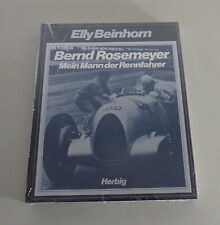 Elly Beinhorn
Bernd Rosemeyer
Mein Mann der Rennfahrer
Herbig